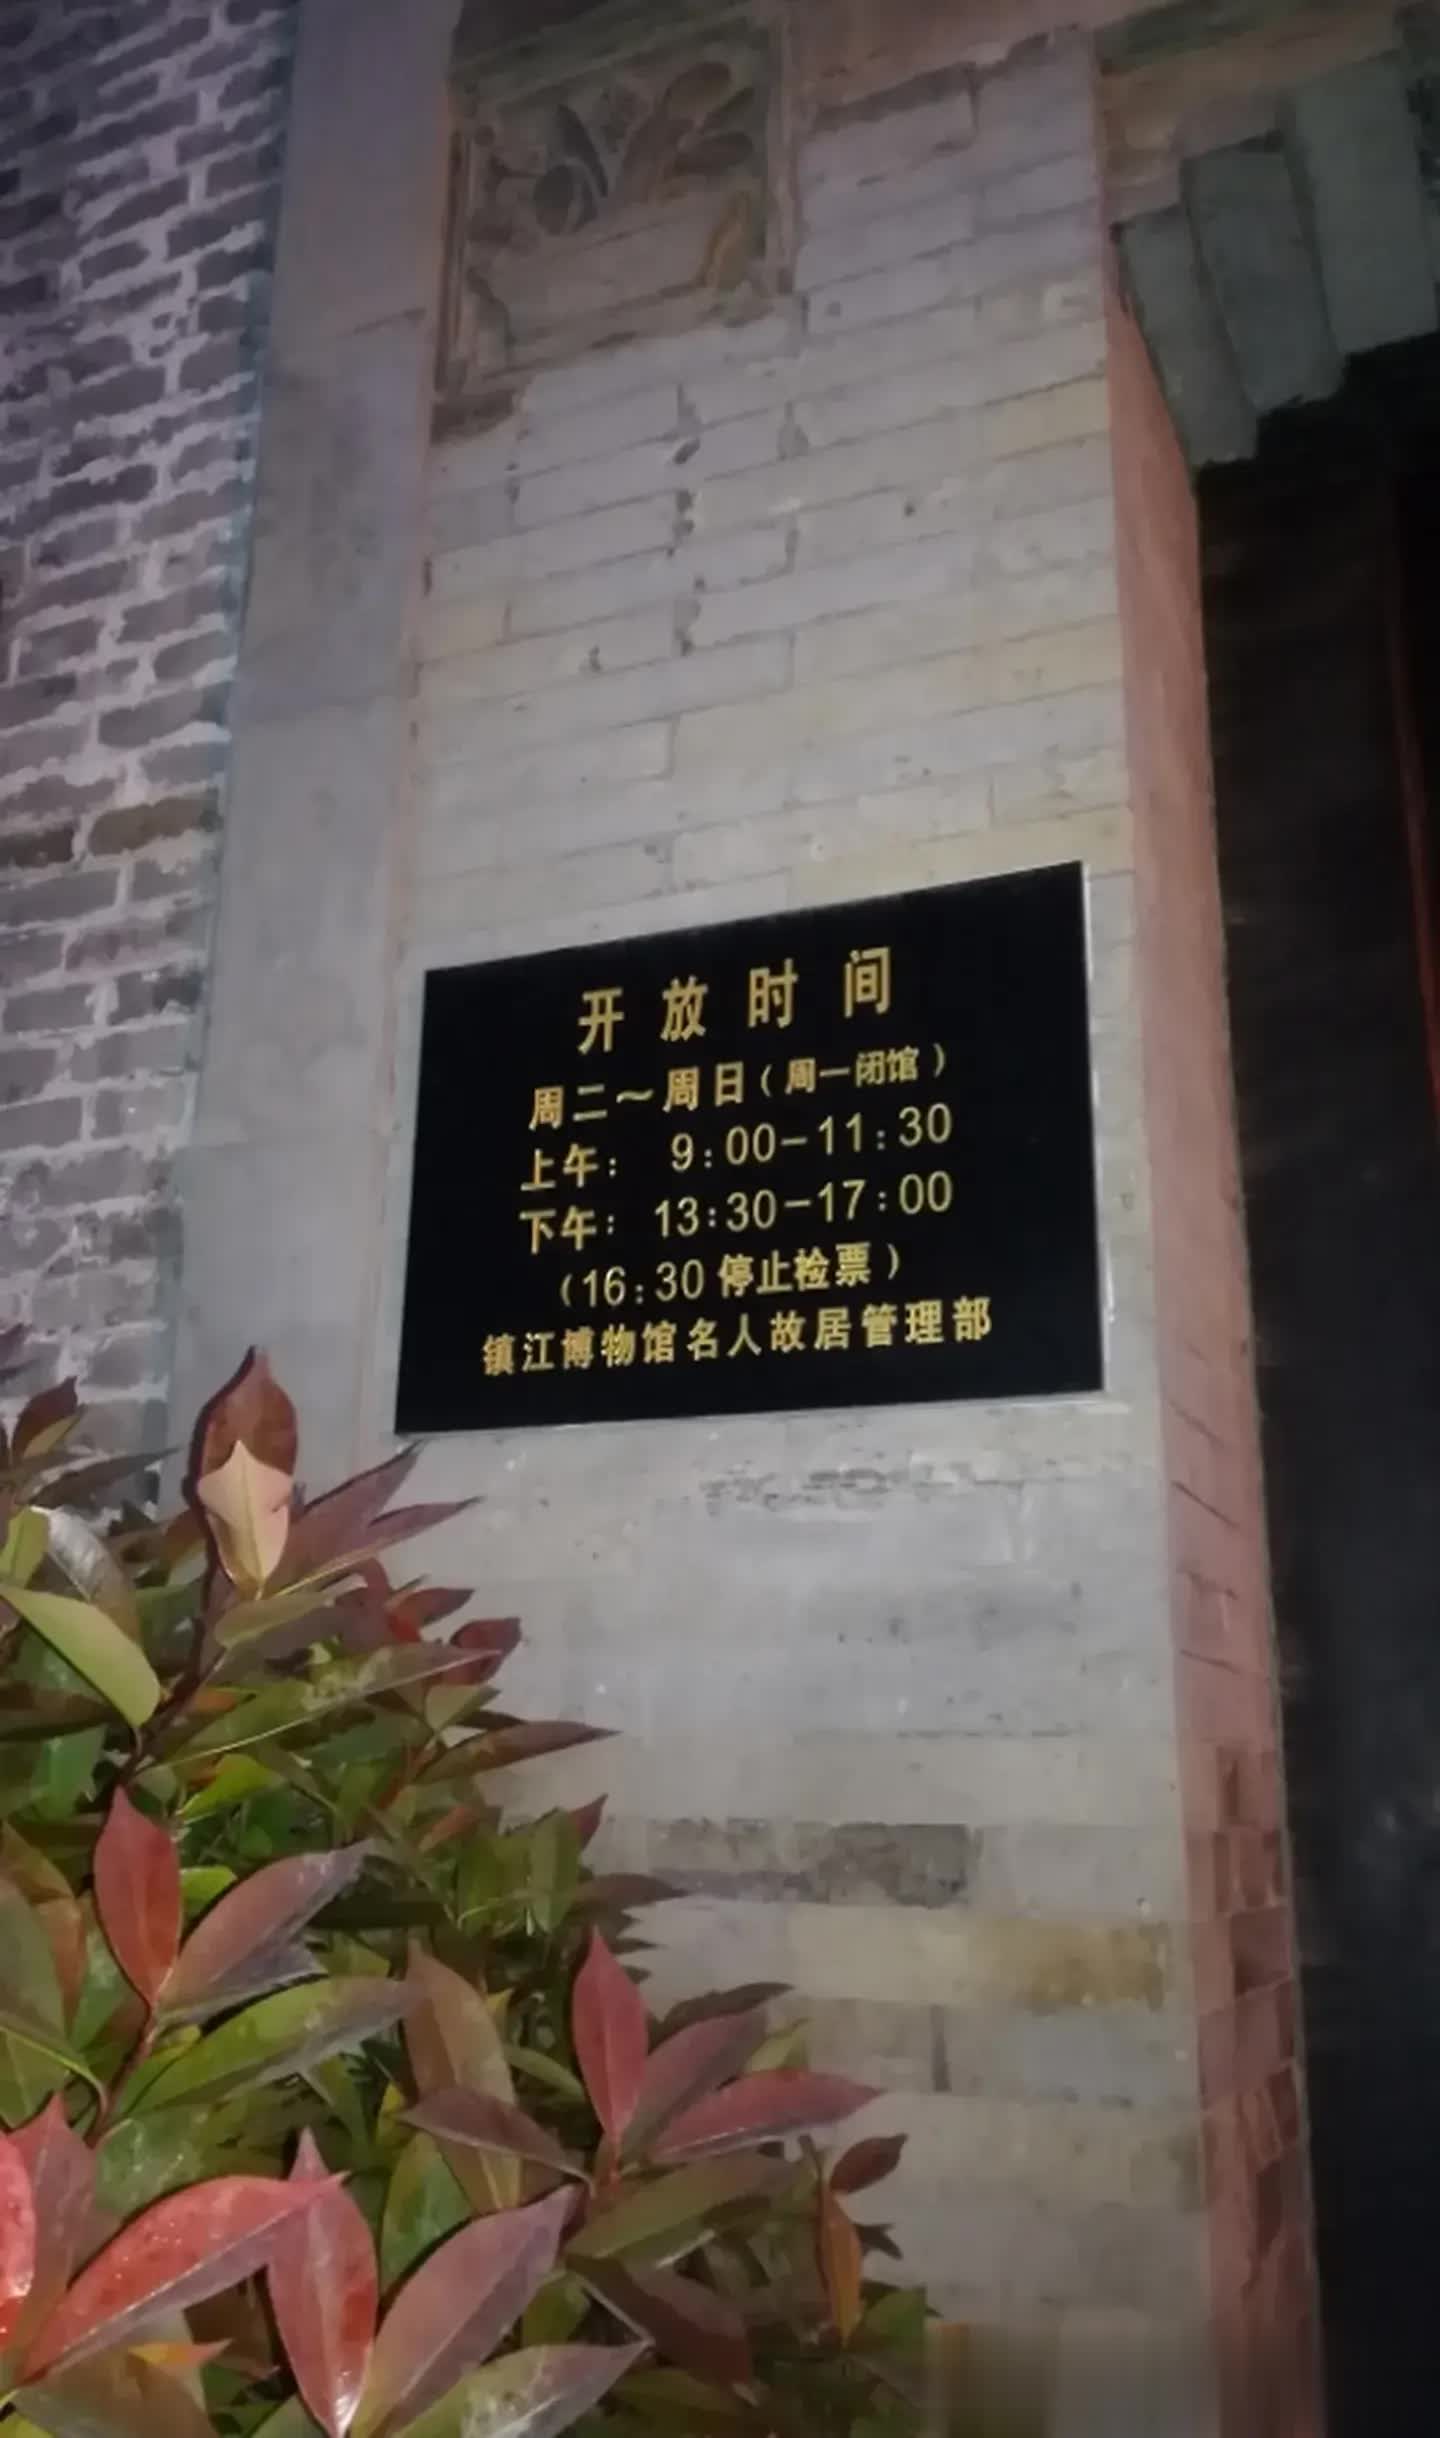 开放时间
周二～周日（周一闭馆）
上午： 9:00-11:30
下午： 13:30-17:00
（16:30 停止检票）
镇江博物馆名人故居管理部